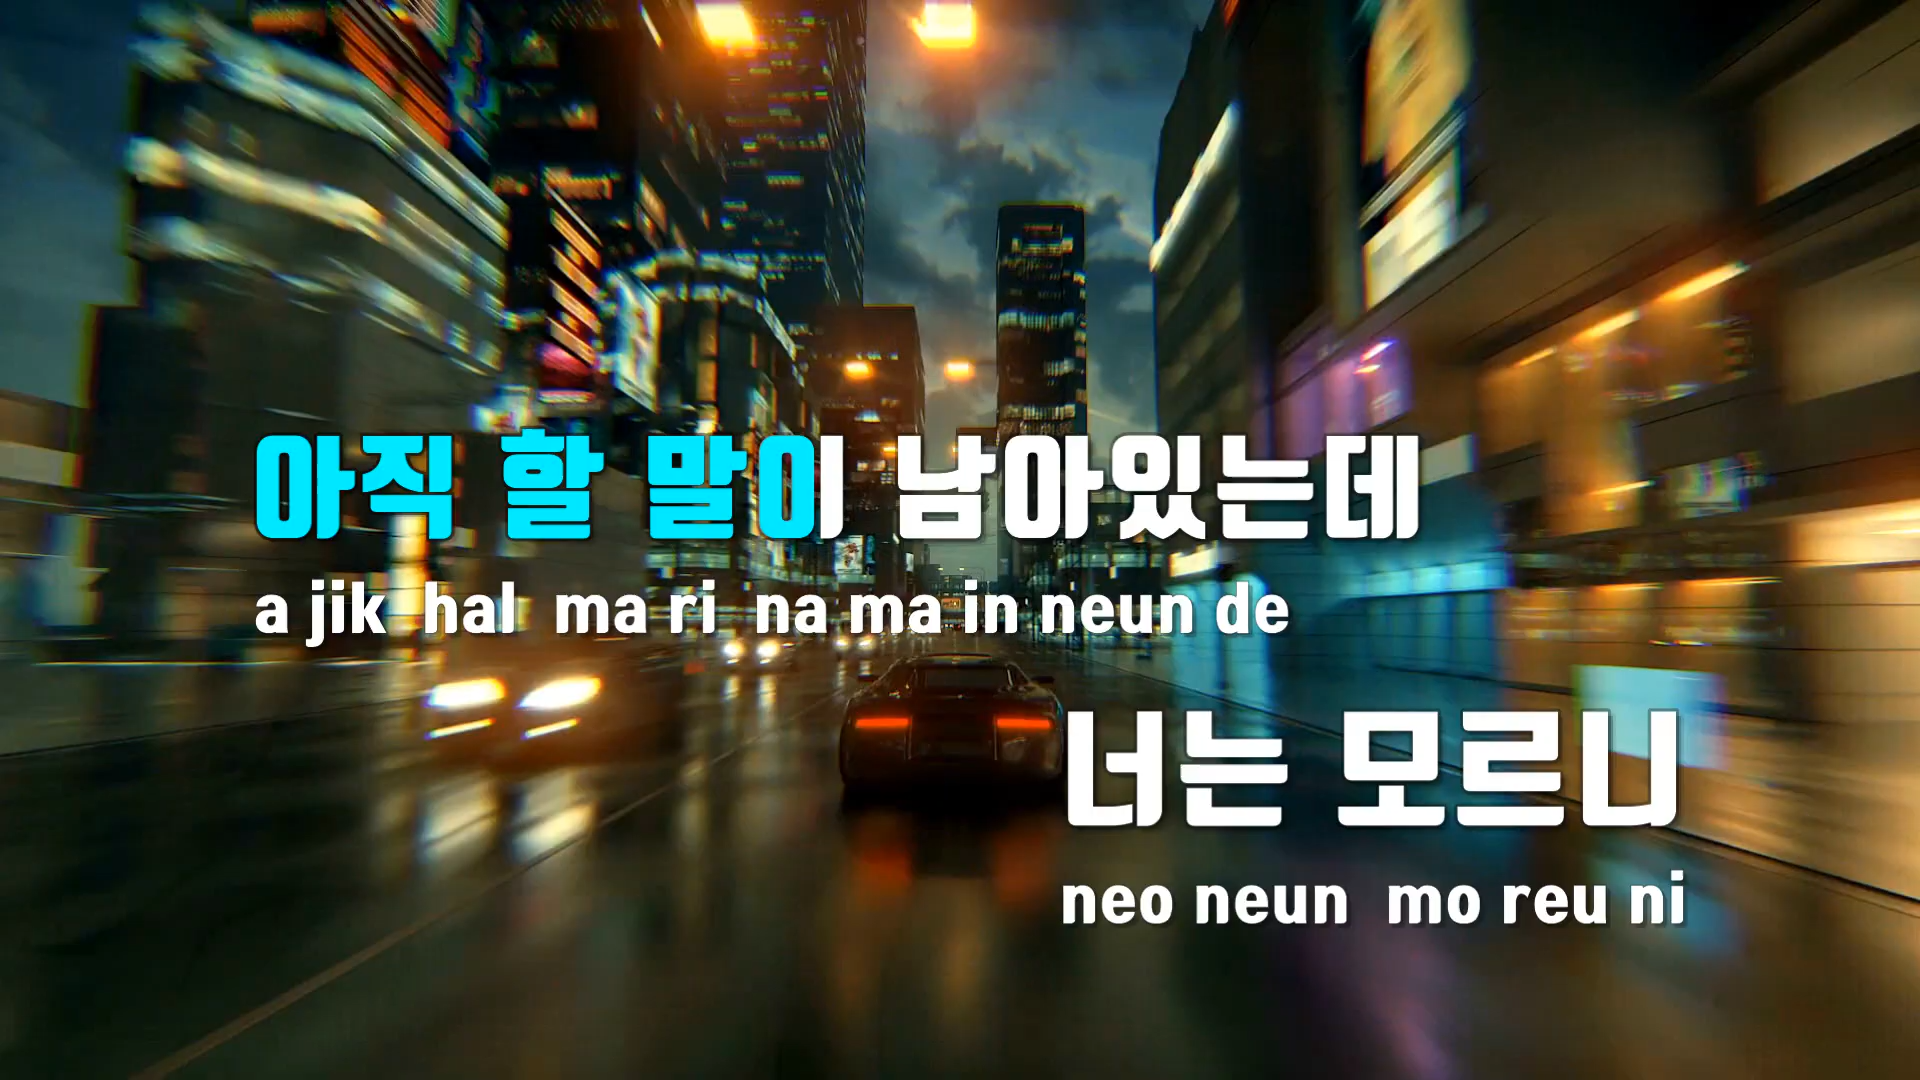 아직 할 말이 남아있는데
a jik hal ma ri na ma in neun de
너는 모르니
neo neun mo reu ni